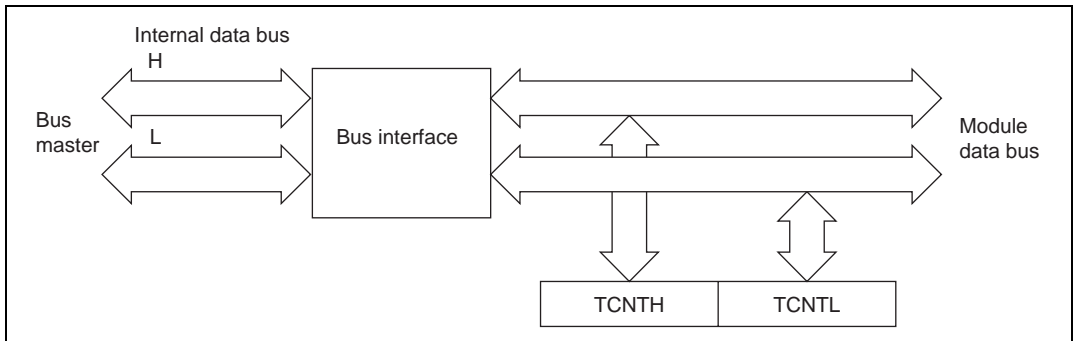 Internal data bus
H
Bus
master
L
Bus interface
Module
data bus
TCNTH
TCNTL